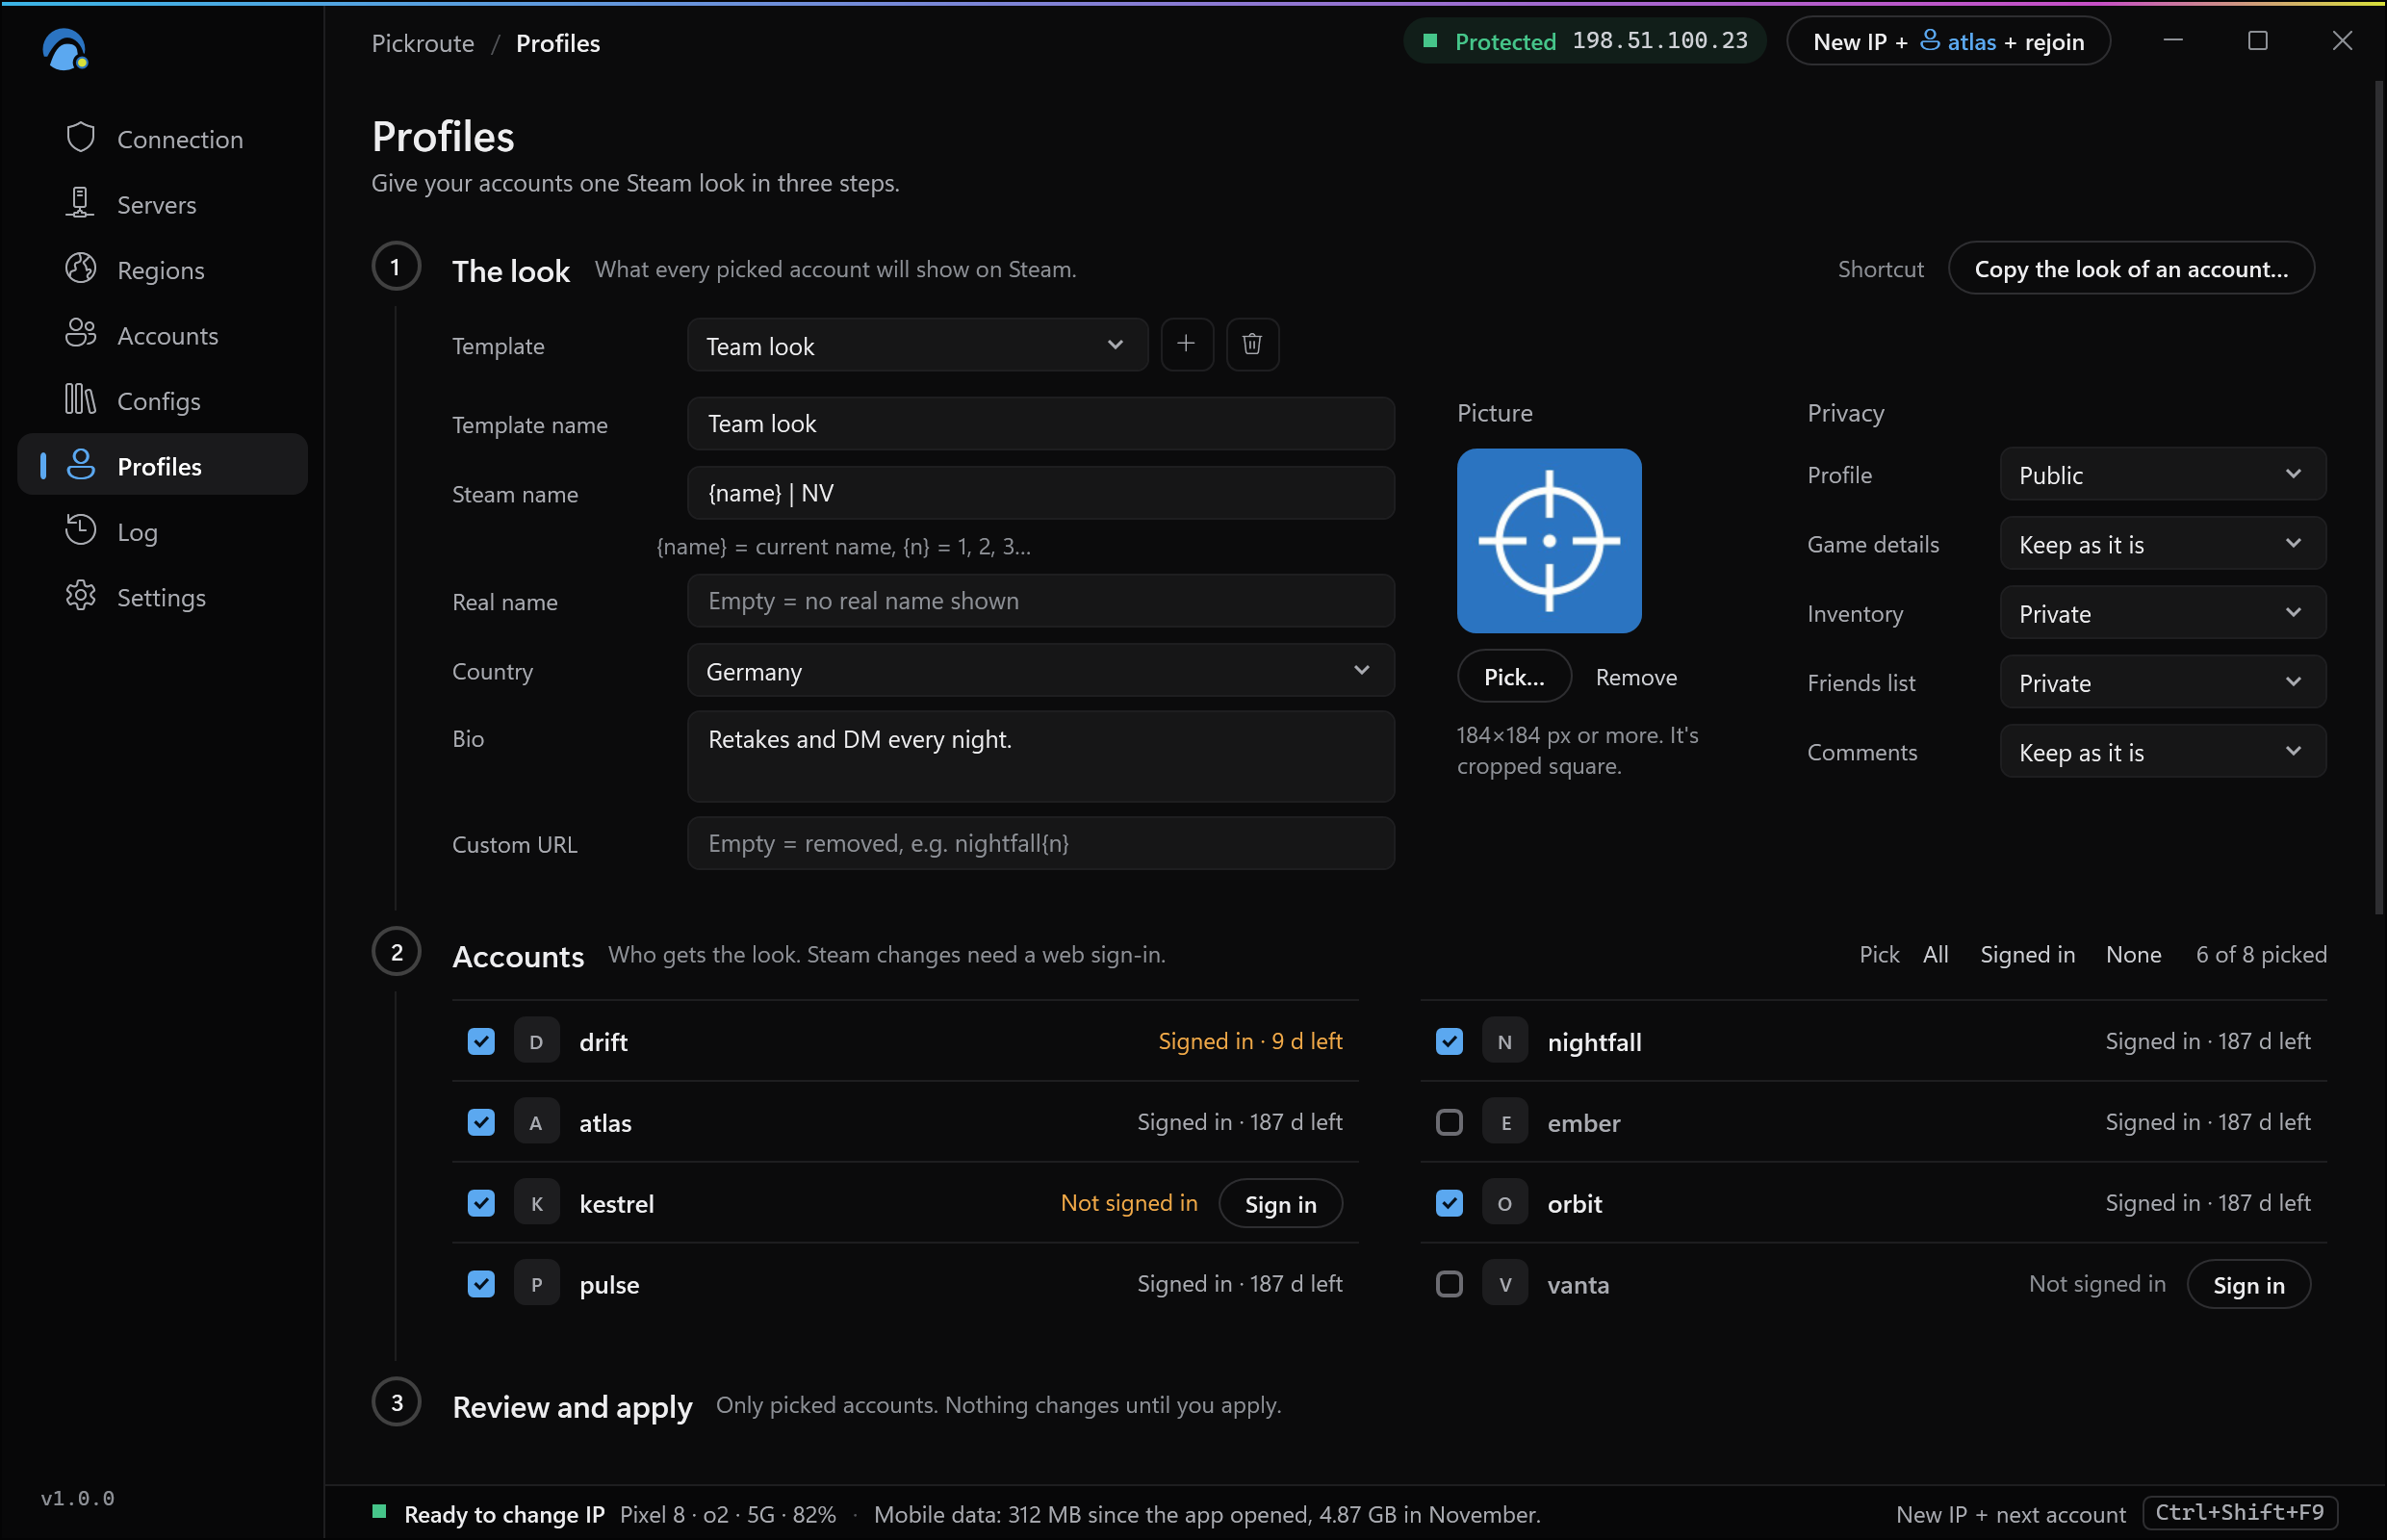 Pickroute / Profiles
Protected 198.51.100.23
New IP + atlas + rejoin
Connection
Servers
Regions
Accounts
Configs
Profiles
Log
Settings
v1.0.0
Profiles
Give your accounts one Steam look in three steps.
1 The look What every picked account will show on Steam.
Shortcut Copy the look of an account...
Template Team look
Template name Team look
Steam name {name} | NV
{name} = current name, {n} = 1, 2, 3...
Real name Empty = no real name shown
Country Germany
Bio Retakes and DM every night.
Custom URL Empty = removed, e.g. nightfall{n}
Picture
Pick... Remove
184×184 px or more. It's
cropped square.
Privacy
Profile Public
Game details Keep as it is
Inventory Private
Friends list Private
Comments Keep as it is
2 Accounts Who gets the look. Steam changes need a web sign-in.
Pick All Signed in None 6 of 8 picked
D drift Signed in · 9 d left
N nightfall Signed in · 187 d left
A atlas Signed in · 187 d left
E ember Signed in · 187 d left
K kestrel Not signed in Sign in
O orbit Signed in · 187 d left
P pulse Signed in · 187 d left
V vanta Not signed in Sign in
3 Review and apply Only picked accounts. Nothing changes until you apply.
Ready to change IP Pixel 8 · o2 · 5G · 82% · Mobile data: 312 MB since the app opened, 4.87 GB in November.
New IP + next account Ctrl+Shift+F9